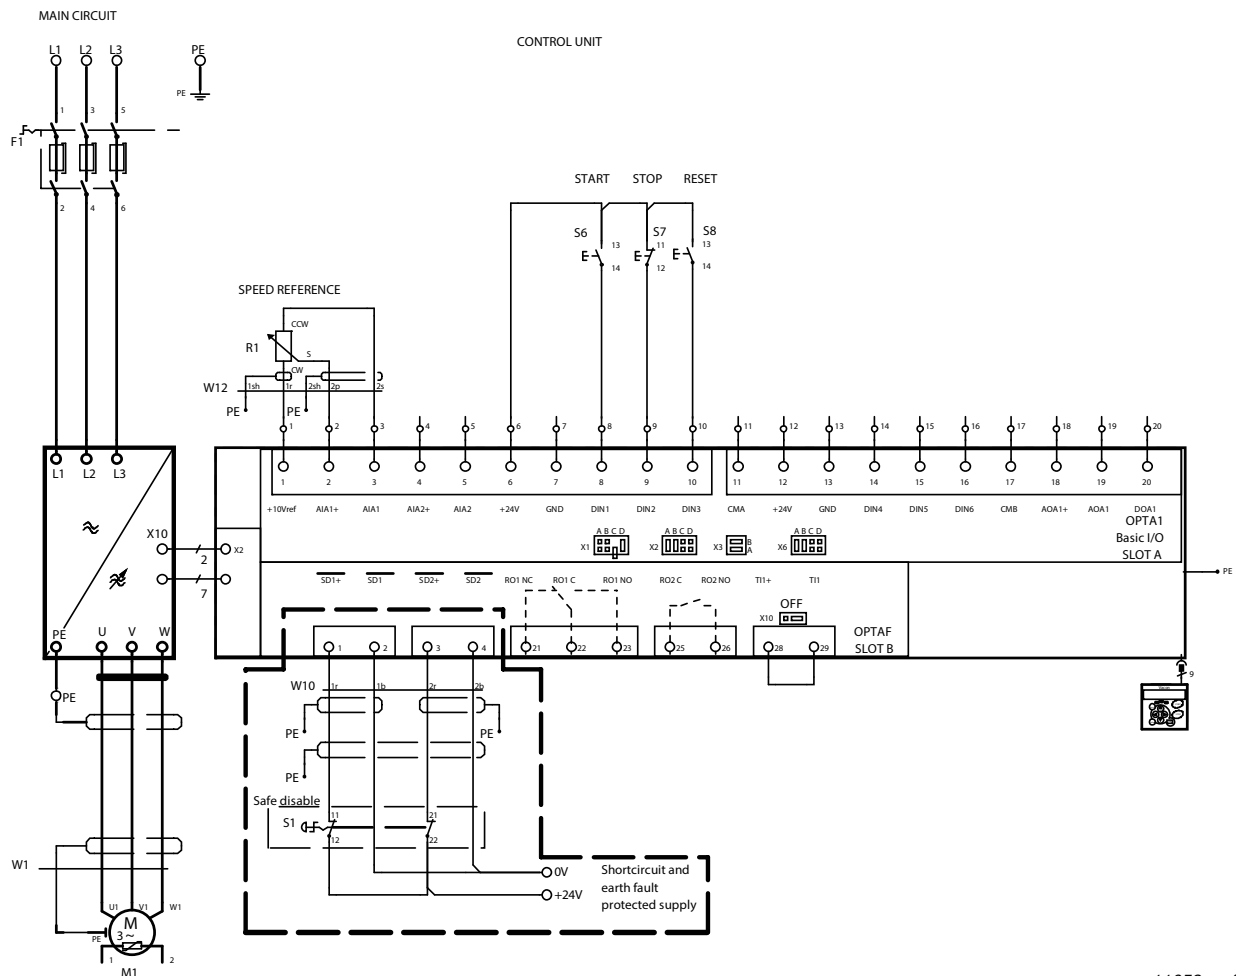 MAIN CIRCUIT
CONTROL UNIT
L1 L2 L3 PE
PE
1 3 5
F1
2 4 6
START STOP RESET
S6 S7 S8
13 11 13
14 12 14
SPEED REFERENCE
CCW
R1
S
CW
W12 1sh 1r 2sh 2p 2s
PE PE
1 2 3 4 5 6 7 8 9 10 11 12 13 14 15 16 17 18 19 20
L1 L2 L3
1 2 3 4 5 6 7 8 9 10 11 12 13 14 15 16 17 18 19 20
+10Vref AIA1+ AIA1 AIA2+ AIA2 +24V GND DIN1 DIN2 DIN3 CMA +24V GND DIN4 DIN5 DIN6 CMB AOA1+ AOA1 DOA1
OPTA1
Basic I/O
SLOT A
A B C D A B C D B A A B C D
X1 X2 X3 X6
X10 X2
2
7
SD1+ SD1 SD2+ SD2 RO1 NC RO1 C RO1 NO RO2 C RO2 NO TI1+ TI1
PE
OFF
X10
OPTAF
SLOT B
PE U V W
1 2 3 4 21 22 23 25 26 28 29
9
W10 1r 1b 2r 2b
PE
PE PE
PE
Safe disable
S1
11 21
12 22
0V
+24V
Shortcircuit and
earth fault
protected supply
W1
U1 V1 W1
M
3 ~
PE
1 2
M1